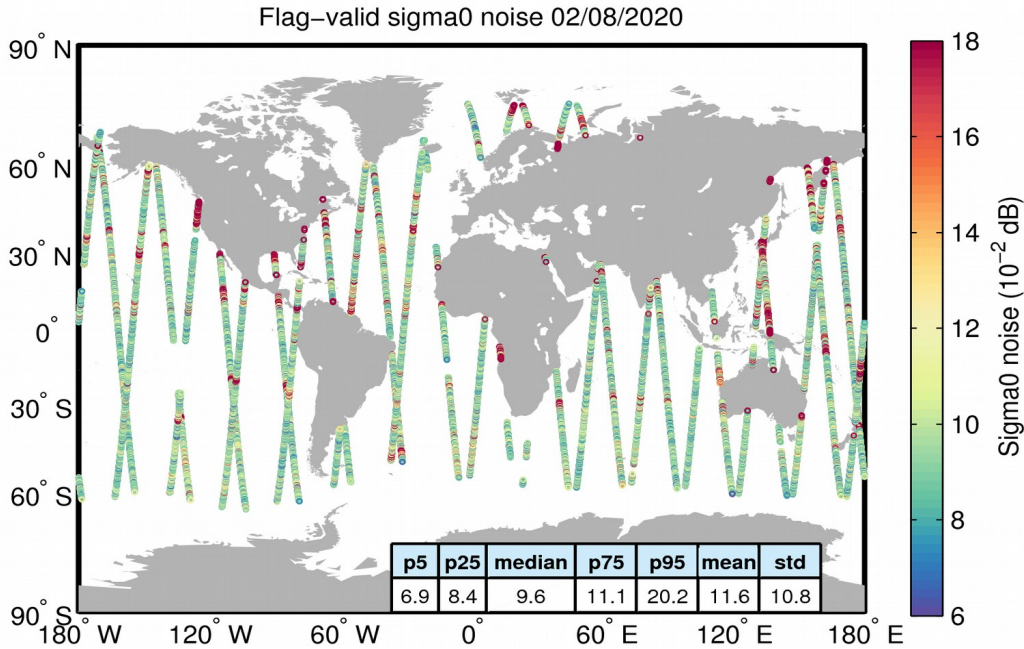 Flag−valid sigma0 noise 02/08/2020
90° N
60° N
30° N
0°
30° S
60° S
90° S
180° W 120° W 60° W 0° 60° E 120° E 180° E
p5 p25 median p75 p95 mean std
6.9 8.4 9.6 11.1 20.2 11.6 10.8
18
16
14
12
10
8
6
Sigma0 noise (10⁻² dB)